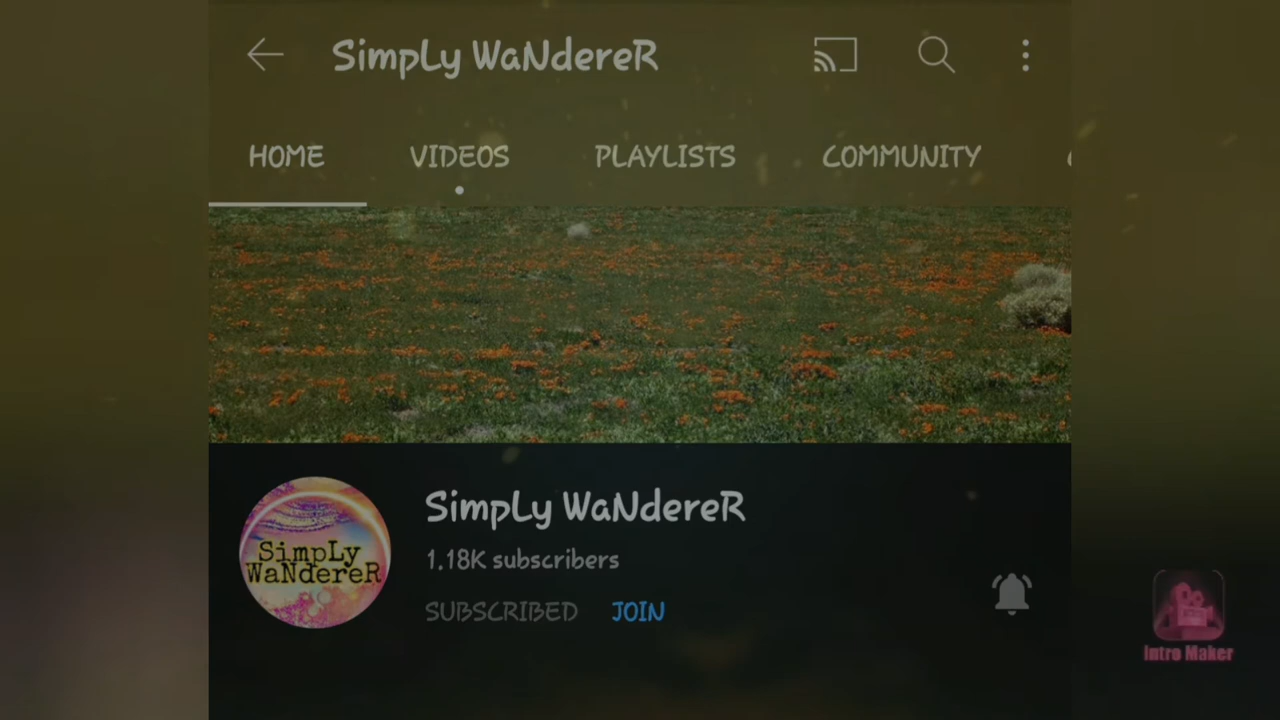 SimpLy WaNdereR
HOME VIDEOS PLAYLISTS COMMUNITY
SimpLy
WaNdereR
SimpLy WaNdereR
1.18K subscribers
SUBSCRIBED JOIN
Intro Maker